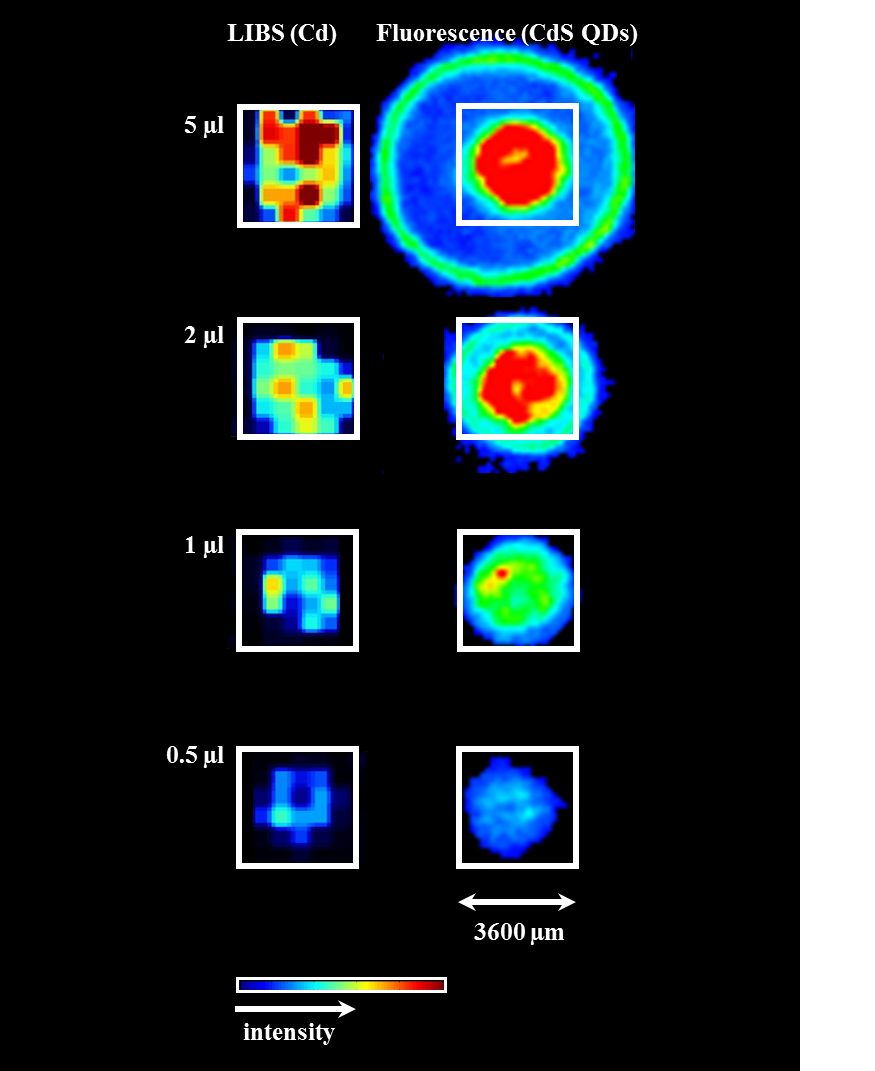 LIBS (Cd) Fluorescence (CdS QDs)
5 µl
2 µl
1 µl
0.5 µl
3600 µm
intensity